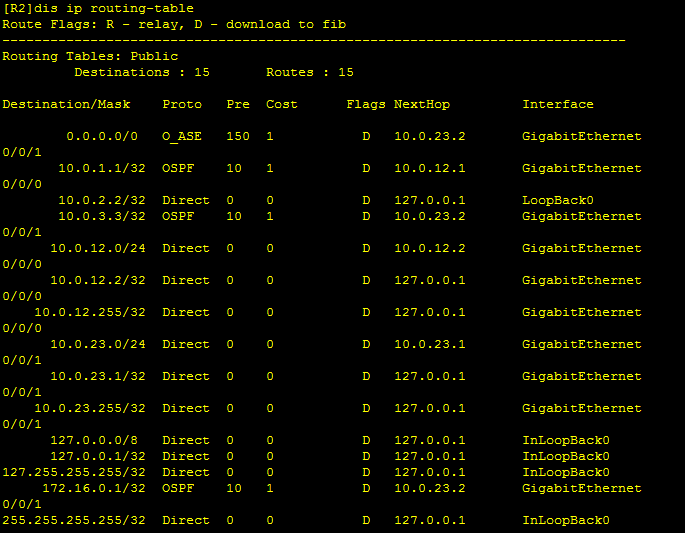 [R2]dis ip routing-table
Route Flags: R - relay, D - download to fib
------------------------------------------------------------------------------
Routing Tables: Public
         Destinations : 15       Routes : 15

Destination/Mask    Proto   Pre  Cost      Flags NextHop         Interface

        0.0.0.0/0   O_ASE   150  1           D   10.0.23.2       GigabitEthernet
0/0/1
       10.0.1.1/32  OSPF    10   1           D   10.0.12.1       GigabitEthernet
0/0/0
       10.0.2.2/32  Direct  0    0           D   127.0.0.1       LoopBack0
       10.0.3.3/32  OSPF    10   1           D   10.0.23.2       GigabitEthernet
0/0/1
      10.0.12.0/24  Direct  0    0           D   10.0.12.2       GigabitEthernet
0/0/0
      10.0.12.2/32  Direct  0    0           D   127.0.0.1       GigabitEthernet
0/0/0
    10.0.12.255/32  Direct  0    0           D   127.0.0.1       GigabitEthernet
0/0/0
      10.0.23.0/24  Direct  0    0           D   10.0.23.1       GigabitEthernet
0/0/1
      10.0.23.1/32  Direct  0    0           D   127.0.0.1       GigabitEthernet
0/0/1
    10.0.23.255/32  Direct  0    0           D   127.0.0.1       GigabitEthernet
0/0/1
      127.0.0.0/8   Direct  0    0           D   127.0.0.1       InLoopBack0
      127.0.0.1/32  Direct  0    0           D   127.0.0.1       InLoopBack0
127.255.255.255/32  Direct  0    0           D   127.0.0.1       InLoopBack0
     172.16.0.1/32  OSPF    10   1           D   10.0.23.2       GigabitEthernet
0/0/1
255.255.255.255/32  Direct  0    0           D   127.0.0.1       InLoopBack0